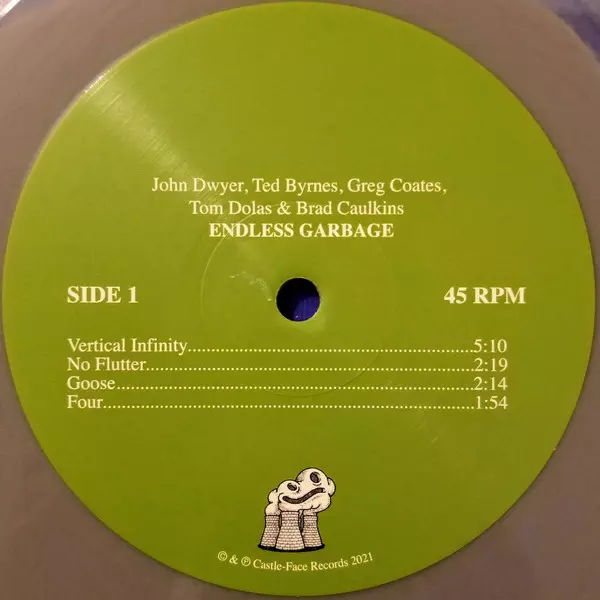 John Dwyer, Ted Byrnes, Greg Coates,
Tom Dolas & Brad Caulkins
ENDLESS GARBAGE
SIDE 1 45 RPM
Vertical Infinity..........................................................5:10
No Flutter....................................................................2:19
Goose..........................................................................2:14
Four.............................................................................1:54
© & ℗ Castle-Face Records 2021